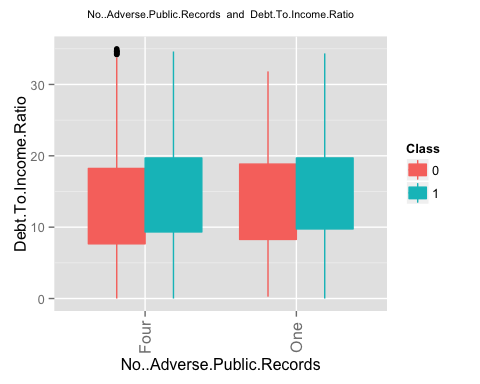 No..Adverse.Public.Records and Debt.To.Income.Ratio
Debt.To.Income.Ratio
30
20
10
0
Four
One
No..Adverse.Public.Records
Class
0
1